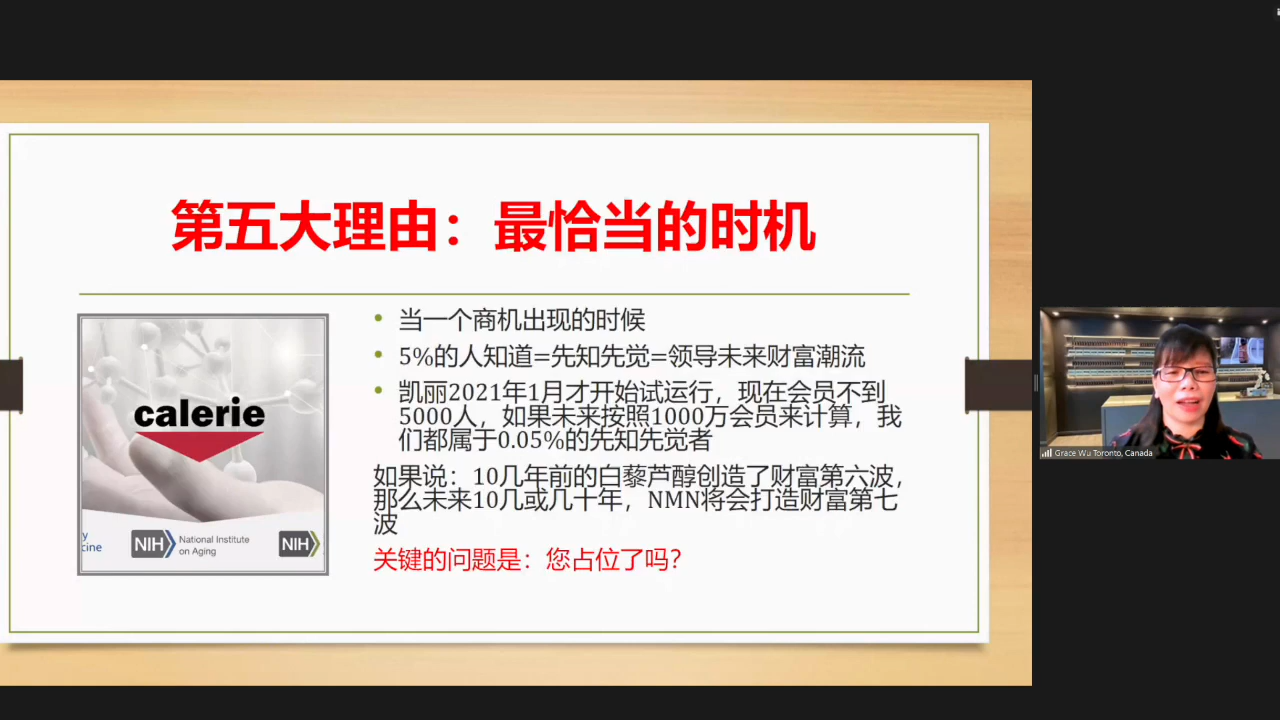 第五大理由：最恰当的时机
• 当一个商机出现的时候
• 5%的人知道=先知先觉=领导未来财富潮流
• 凯丽2021年1月才开始试运行，现在会员不到
5000人，如果未来按照1000万会员来计算，我
们都属于0.05%的先知先觉者
如果说：10几年前的白藜芦醇创造了财富第六波，
那么未来10几或几十年，NMN将会打造财富第七
波
关键的问题是：您占位了吗？
calerie
y
cine
NIH National Institute
on Aging
NIH
Grace Wu Toronto, Canada